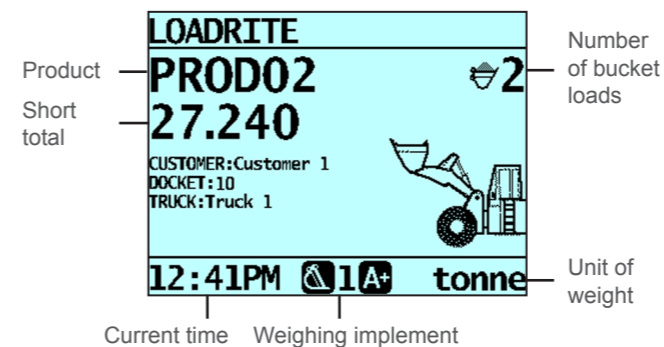 LOADRITE
Product
PROD02
2
Number
of bucket
loads
Short
total
27.240
CUSTOMER:Customer 1
DOCKET:10
TRUCK:Truck 1
12:41PM 1 A+ tonne
Unit of
weight
Current time Weighing implement